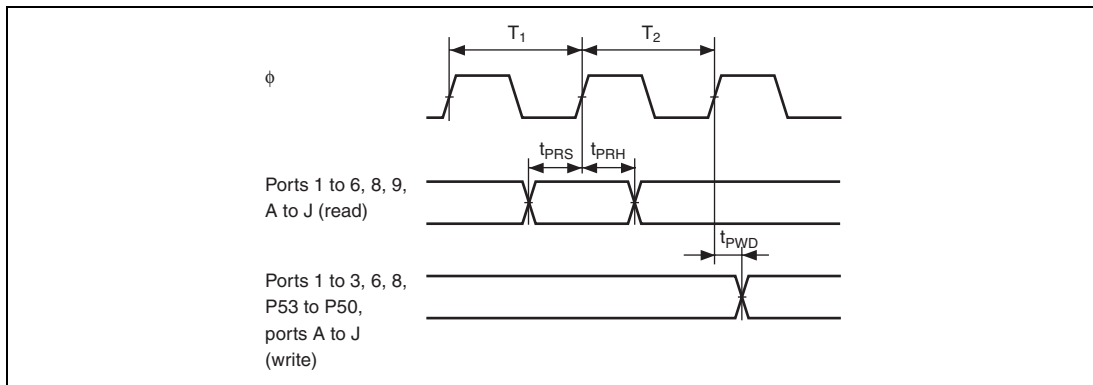 T1 T2
ϕ
tPRS tPRH
Ports 1 to 6, 8, 9,
A to J (read)
tPWD
Ports 1 to 3, 6, 8,
P53 to P50,
ports A to J
(write)